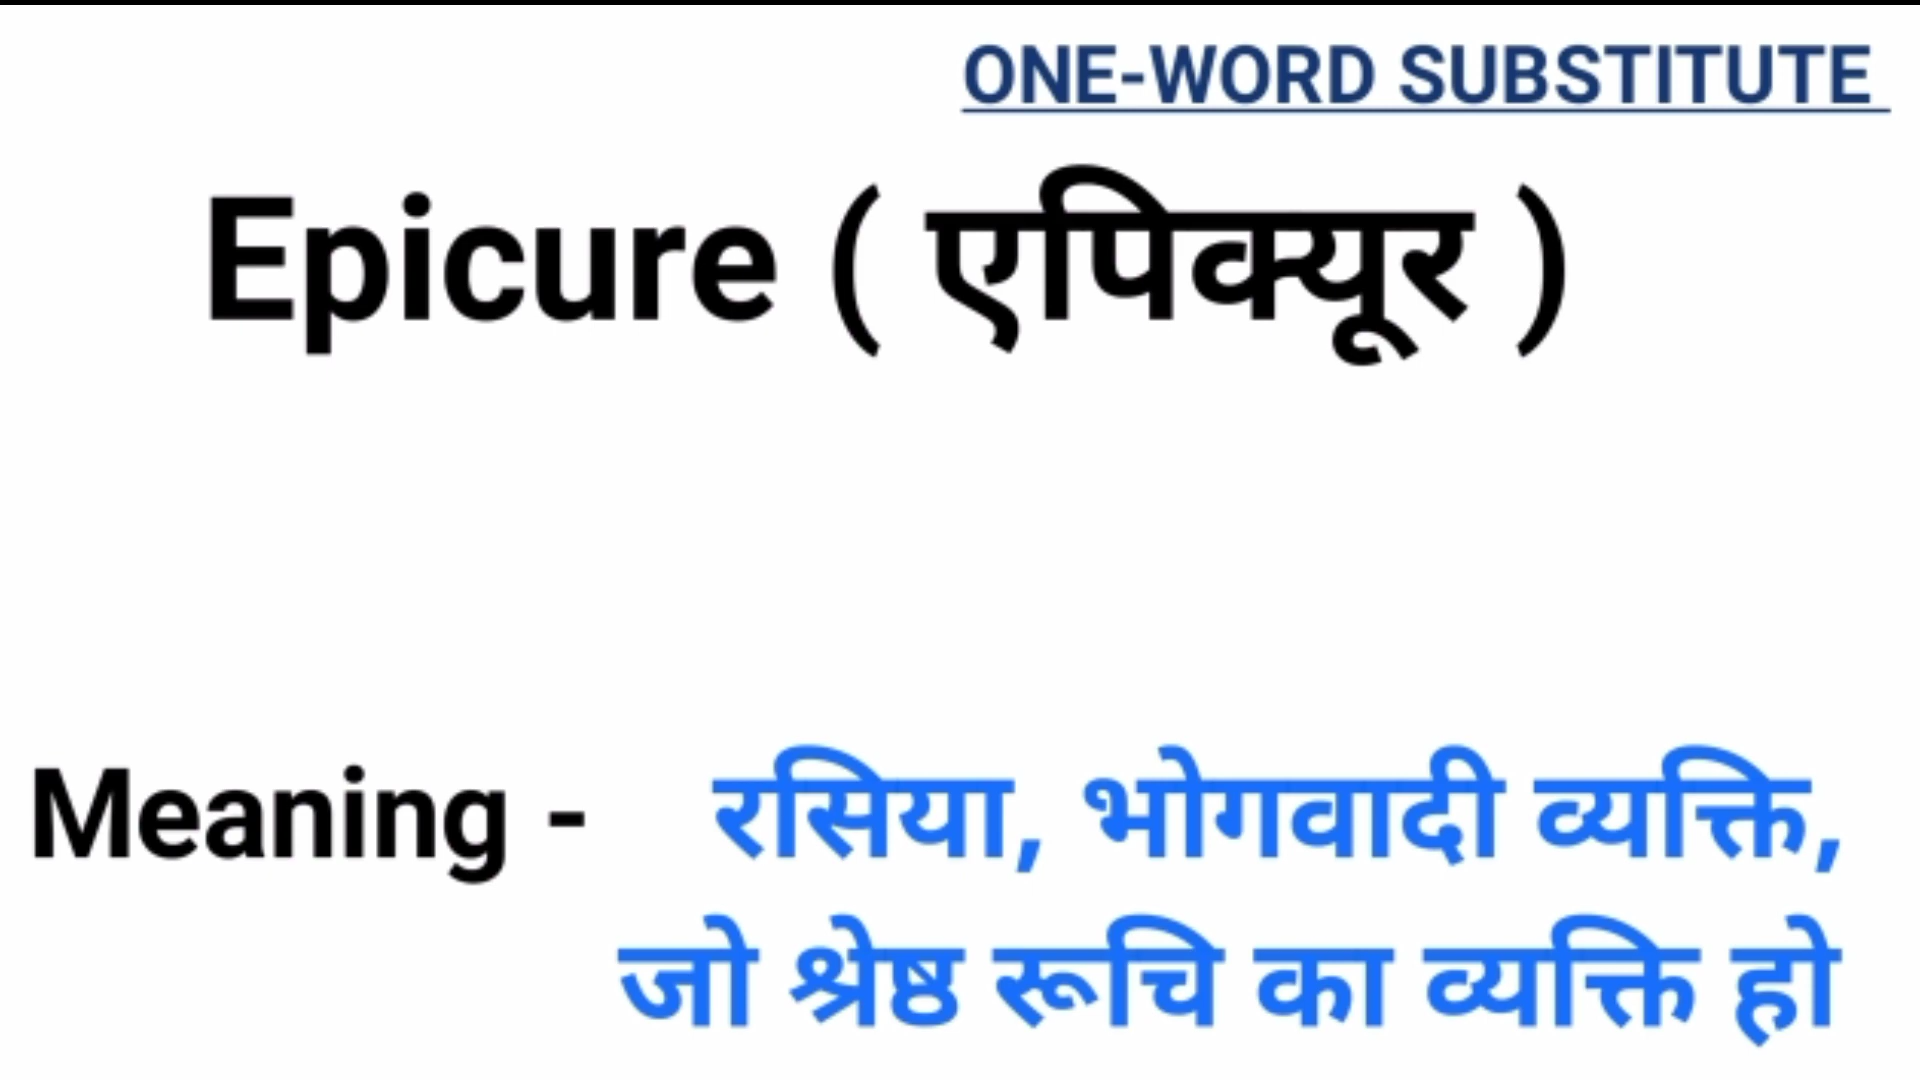 ONE-WORD SUBSTITUTE
Epicure ( एपिक्यूर )
Meaning - रसिया, भोगवादी व्यक्ति,
जो श्रेष्ठ रूचि का व्यक्ति हो